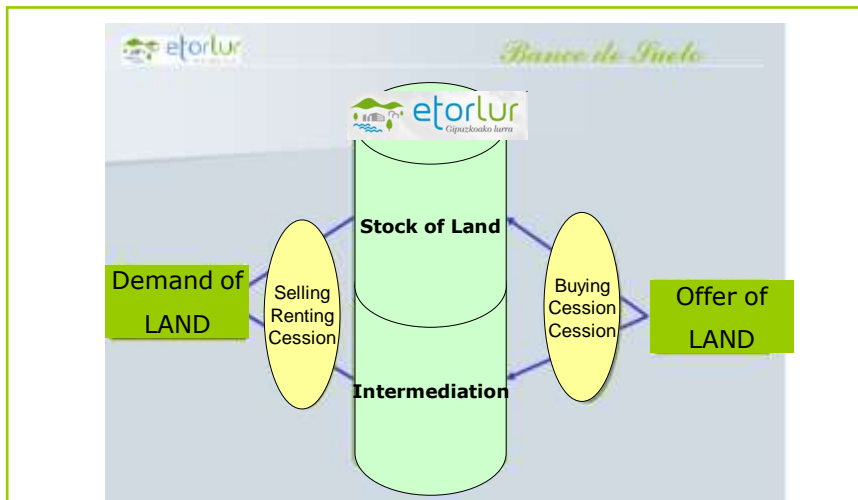 etorlur
Banco de Suelo
etorlur
Gipuzkoako lurra
Stock of Land
Demand of
LAND
Selling
Renting
Cession
Buying
Cession
Cession
Offer of
LAND
Intermediation